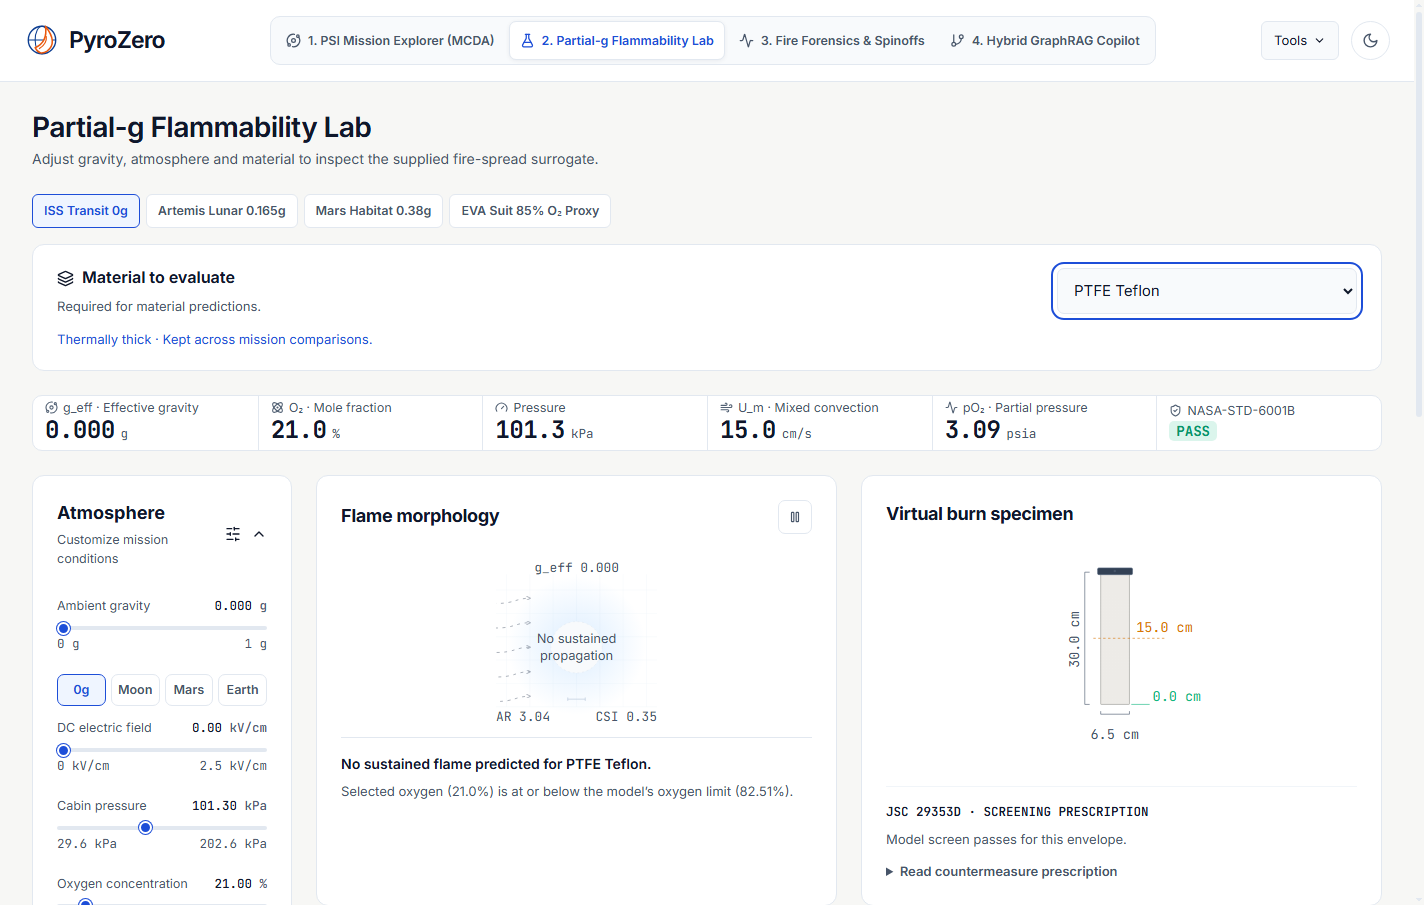 PyroZero
1. PSI Mission Explorer (MCDA)
2. Partial-g Flammability Lab
3. Fire Forensics & Spinoffs
4. Hybrid GraphRAG Copilot
Tools
Partial-g Flammability Lab
Adjust gravity, atmosphere and material to inspect the supplied fire-spread surrogate.
ISS Transit 0g
Artemis Lunar 0.165g
Mars Habitat 0.38g
EVA Suit 85% O₂ Proxy
Material to evaluate
Required for material predictions.
Thermally thick · Kept across mission comparisons.
PTFE Teflon
g_eff · Effective gravity
0.000 g
O₂ · Mole fraction
21.0 %
Pressure
101.3 kPa
U_m · Mixed convection
15.0 cm/s
pO₂ · Partial pressure
3.09 psia
NASA-STD-6001B
PASS
Atmosphere
Customize mission
conditions
Ambient gravity 0.000 g
0 g 1 g
0g Moon Mars Earth
DC electric field 0.00 kV/cm
0 kV/cm 2.5 kV/cm
Cabin pressure 101.30 kPa
29.6 kPa 202.6 kPa
Oxygen concentration 21.00 %
Flame morphology
g_eff 0.000
No sustained
propagation
AR 3.04 CSI 0.35
No sustained flame predicted for PTFE Teflon.
Selected oxygen (21.0%) is at or below the model's oxygen limit (82.51%).
Virtual burn specimen
30.0 cm
15.0 cm
0.0 cm
6.5 cm
JSC 29353D · SCREENING PRESCRIPTION
Model screen passes for this envelope.
Read countermeasure prescription